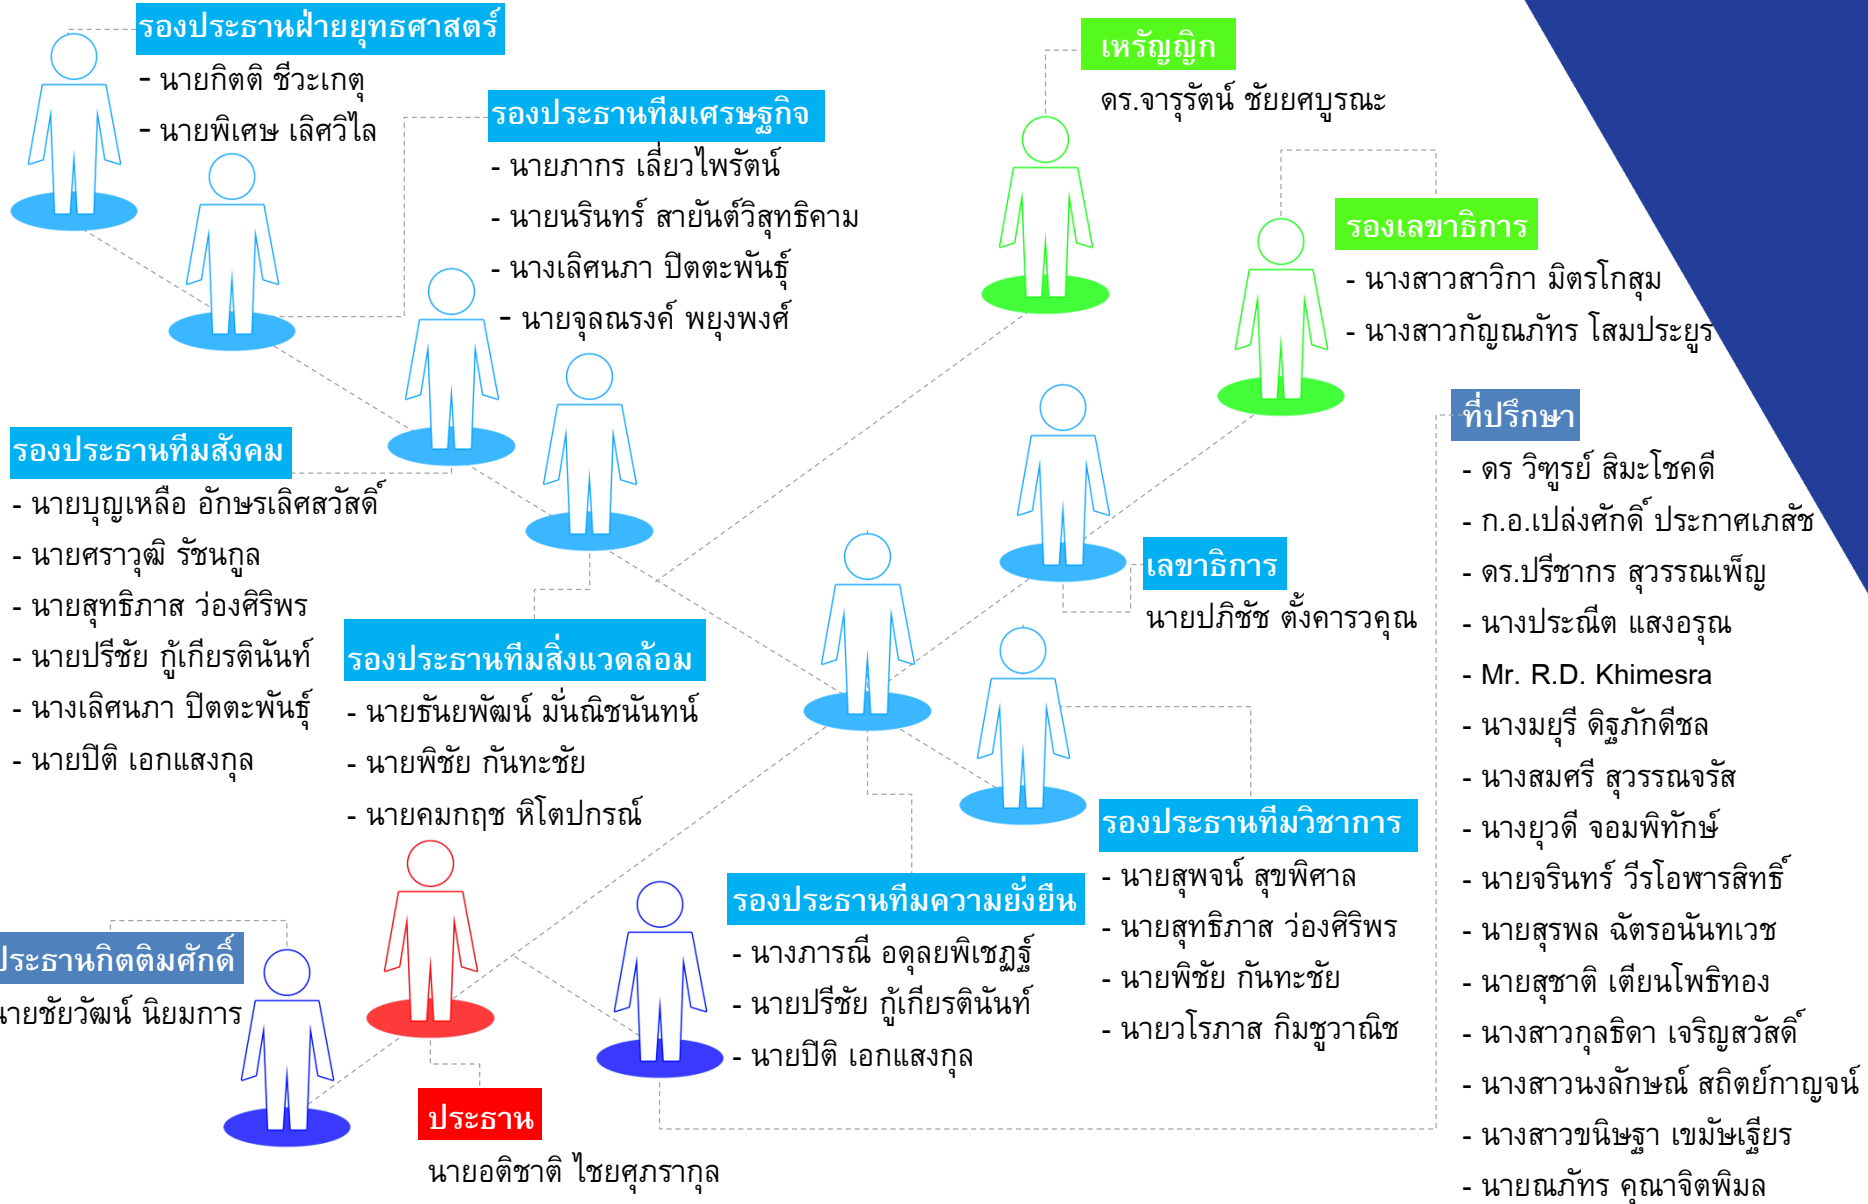 รองประธานฝ่ายยุทธศาสตร์
- นายกิตติ ชีวะเกตุ
- นายพิเศษ เลิศวิไล
รองประธานทีมเศรษฐกิจ
- นายภากร เลี่ยวไพรัตน์
- นายนรินทร์ สายันต์วิสุทธิคาม
- นางเลิศนภา ปิตตะพันธุ์
- นายจุลณรงค์ พยุงพงศ์
เหรัญญิก
ดร.จารุรัตน์ ชัยยศบูรณะ
รองเลขาธิการ
- นางสาวสาวิกา มิตรโกสุม
- นางสาวกัญณภัทร โสมประยูร
รองประธานทีมสังคม
- นายบุญเหลือ อักษรเลิศสวัสดิ์
- นายศราวุฒิ รัชนกูล
- นายสุทธิภาส ว่องศิริพร
- นายปรีชัย กู้เกียรตินันท์
- นางเลิศนภา ปิตตะพันธุ์
- นายปิติ เอกแสงกุล
รองประธานทีมสิ่งแวดล้อม
- นายธันยพัฒน์ มั่นณิชนันทน์
- นายพิชัย กันทะชัย
- นายคมกฤช หิโตปกรณ์
เลขาธิการ
นายปภิชัช ตั้งคารวคุณ
ที่ปรึกษา
- ดร วิฑูรย์ สิมะโชคดี
- ก.อ.เปล่งศักดิ์ ประกาศเภสัช
- ดร.ปรีชากร สุวรรณเพ็ญ
- นางประณีต แสงอรุณ
- Mr. R.D. Khimesra
- นางมยุรี ดิฐภักดีชล
- นางสมศรี สุวรรณจรัส
- นางยุวดี จอมพิทักษ์
- นายจรินทร์ วีรโอฬารสิทธิ์
- นายสุรพล ฉัตรอนันทเวช
- นายสุชาติ เตียนโพธิทอง
- นางสาวกุลธิดา เจริญสวัสดิ์
- นางสาวนงลักษณ์ สถิตย์กาญจน์
- นางสาวขนิษฐา เขมัษเฐียร
- นายณภัทร คุณาจิตพิมล
รองประธานทีมวิชาการ
- นายสุพจน์ สุขพิศาล
- นายสุทธิภาส ว่องศิริพร
- นายพิชัย กันทะชัย
- นายวโรภาส กิมชูวาณิช
รองประธานทีมความยั่งยืน
- นางภารณี อดุลยพิเชฏฐ์
- นายปรีชัย กู้เกียรตินันท์
- นายปิติ เอกแสงกุล
ประธานกิตติมศักดิ์
นายชัยวัฒน์ นิยมการ
ประธาน
นายอติชาติ ไชยศุภรากุล